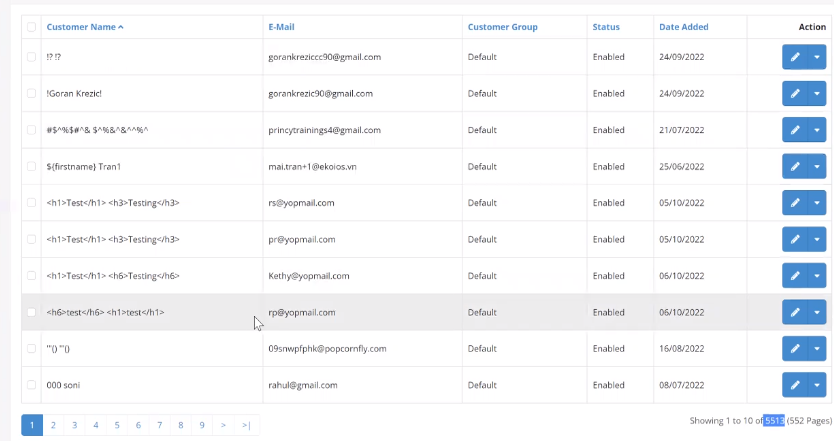 Customer Name E-Mail Customer Group Status Date Added Action
!? !? gorankreziccc90@gmail.com Default Enabled 24/09/2022
!Goran Krezic! gorankrezic90@gmail.com Default Enabled 24/09/2022
#$^%$#^& $^%&^&^^%^ princytrainings4@gmail.com Default Enabled 21/07/2022
${firstname} Tran1 mai.tran+1@ekoios.vn Default Enabled 25/06/2022
<h1>Test</h1> <h3>Testing</h3> rs@yopmail.com Default Enabled 05/10/2022
<h1>Test</h1> <h3>Testing</h3> pr@yopmail.com Default Enabled 05/10/2022
<h1>Test</h1> <h6>Testing</h6> Kethy@yopmail.com Default Enabled 06/10/2022
<h6>test</h6> <h1>test</h1> rp@yopmail.com Default Enabled 06/10/2022
'"() '"() 09snwpfphk@popcornfly.com Default Enabled 16/08/2022
000 soni rahul@gmail.com Default Enabled 08/07/2022
1 2 3 4 5 6 7 8 9 > >| Showing 1 to 10 of 5513 (552 Pages)